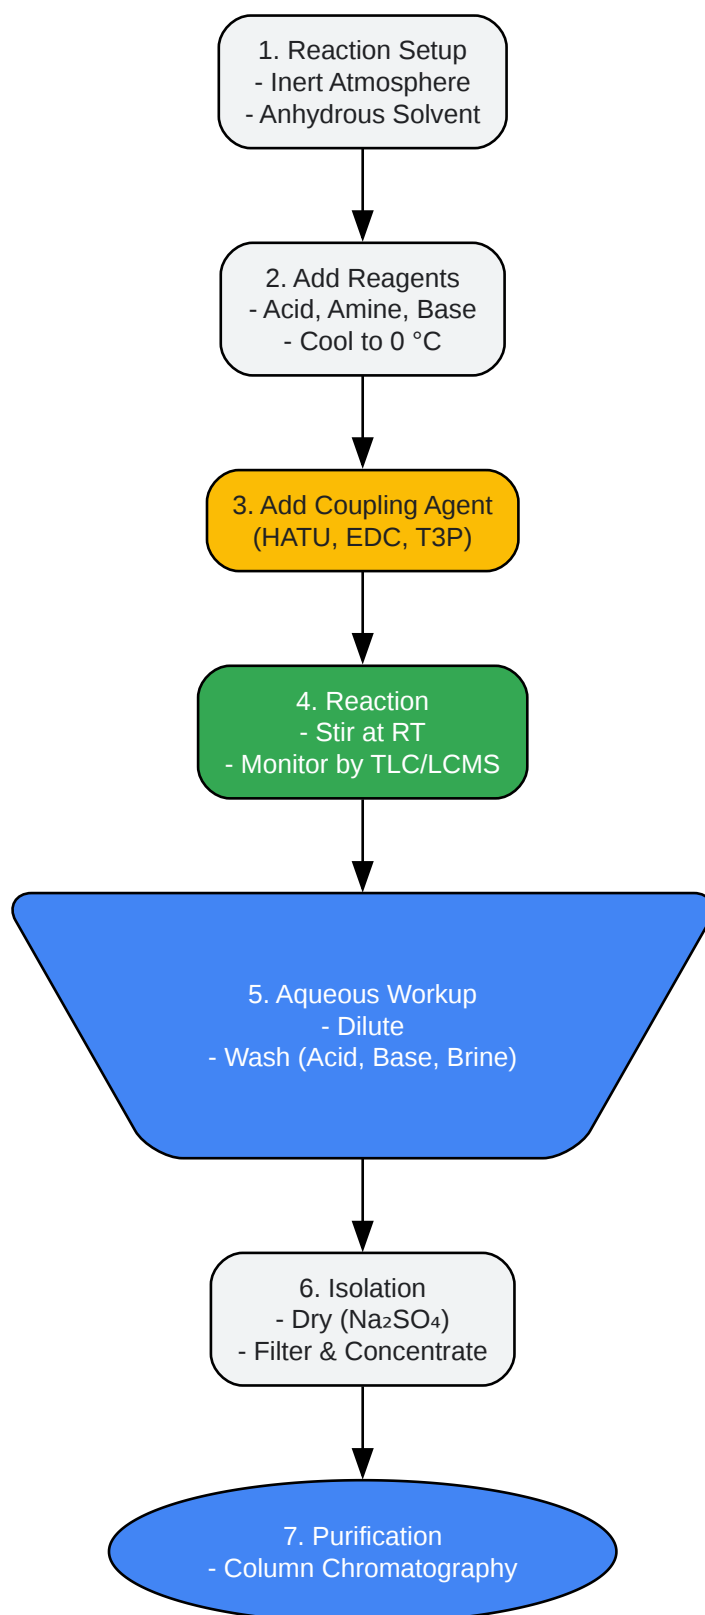 1. Reaction Setup
- Inert Atmosphere
- Anhydrous Solvent
2. Add Reagents
- Acid, Amine, Base
- Cool to 0 °C
3. Add Coupling Agent
(HATU, EDC, T3P)
4. Reaction
- Stir at RT
- Monitor by TLC/LCMS
5. Aqueous Workup
- Dilute
- Wash (Acid, Base, Brine)
6. Isolation
- Dry (Na₂SO₄)
- Filter & Concentrate
7. Purification
- Column Chromatography